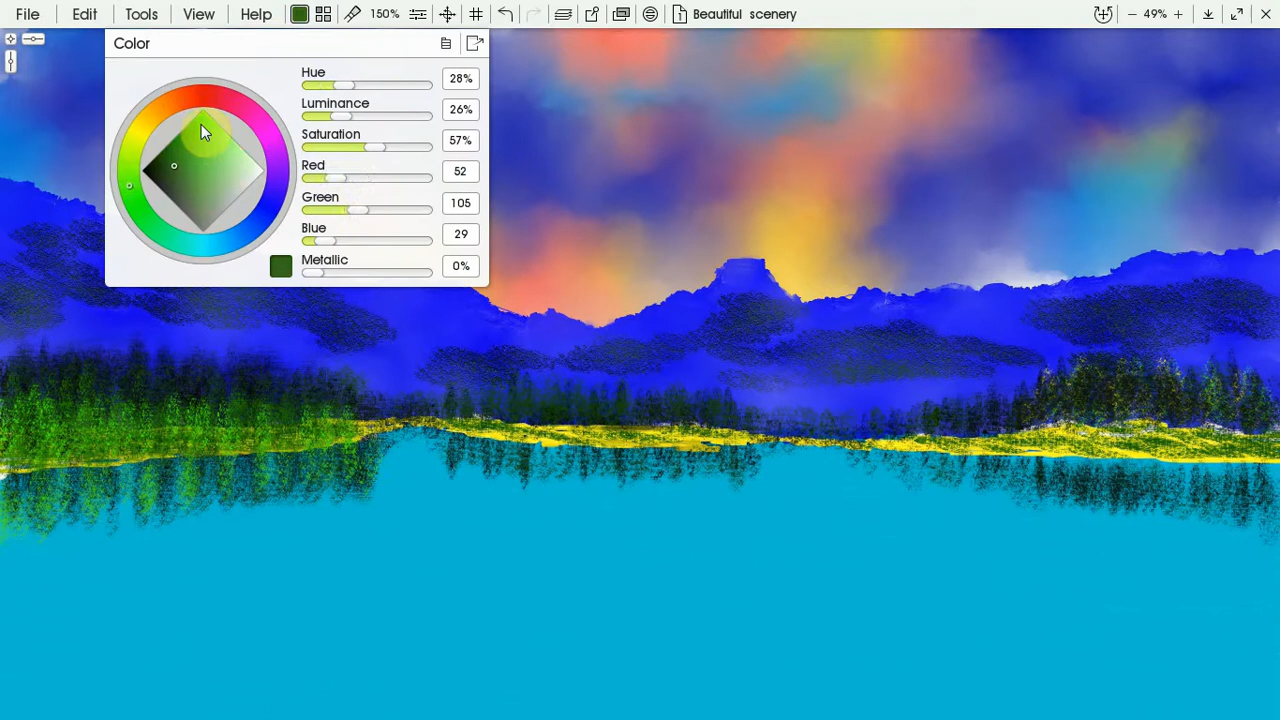 File Edit Tools View Help 150% Beautiful scenery 49%
Color
Hue 28%
Luminance 26%
Saturation 57%
Red 52
Green 105
Blue 29
Metallic 0%